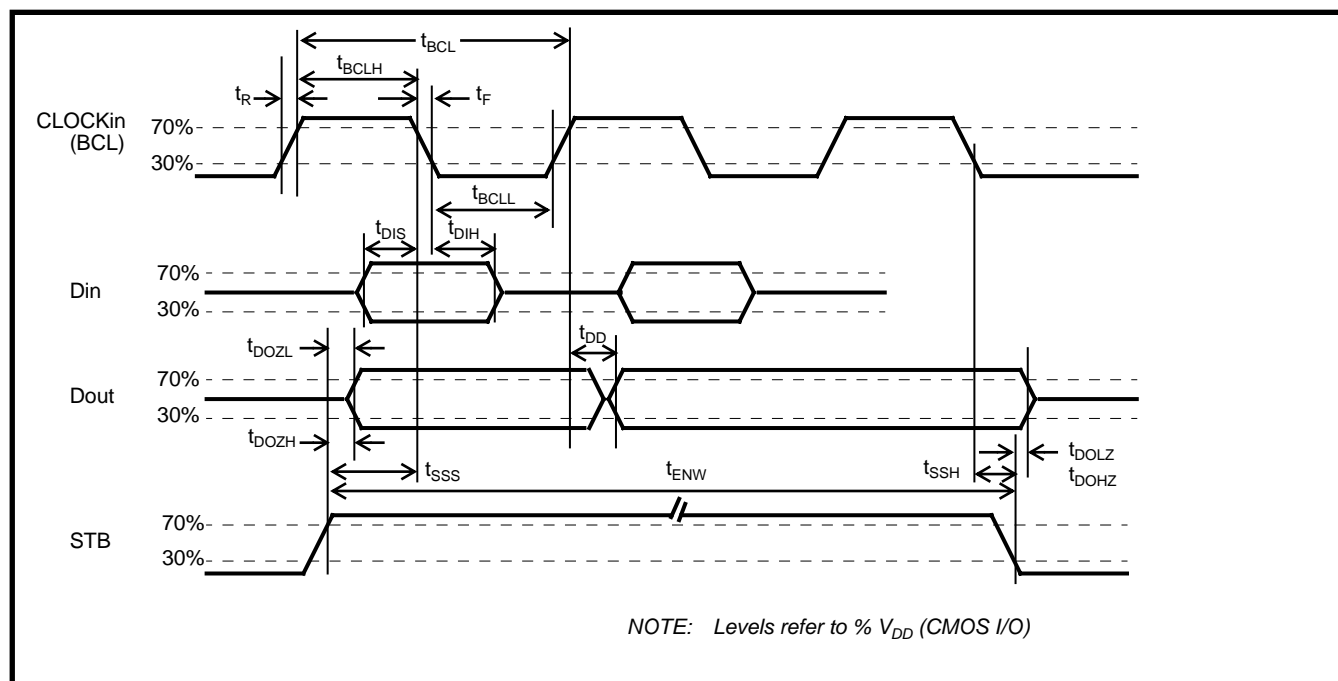 tBCL
tBCLH
tR
tF
CLOCKin
(BCL)
70%
30%
tBCLL
tDIS
tDIH
Din
70%
30%
tDD
tDOZL
Dout
70%
30%
tDOZH
tSSS
tENW
tSSH
tDOLZ
tDOHZ
STB
70%
30%
NOTE: Levels refer to % VDD (CMOS I/O)